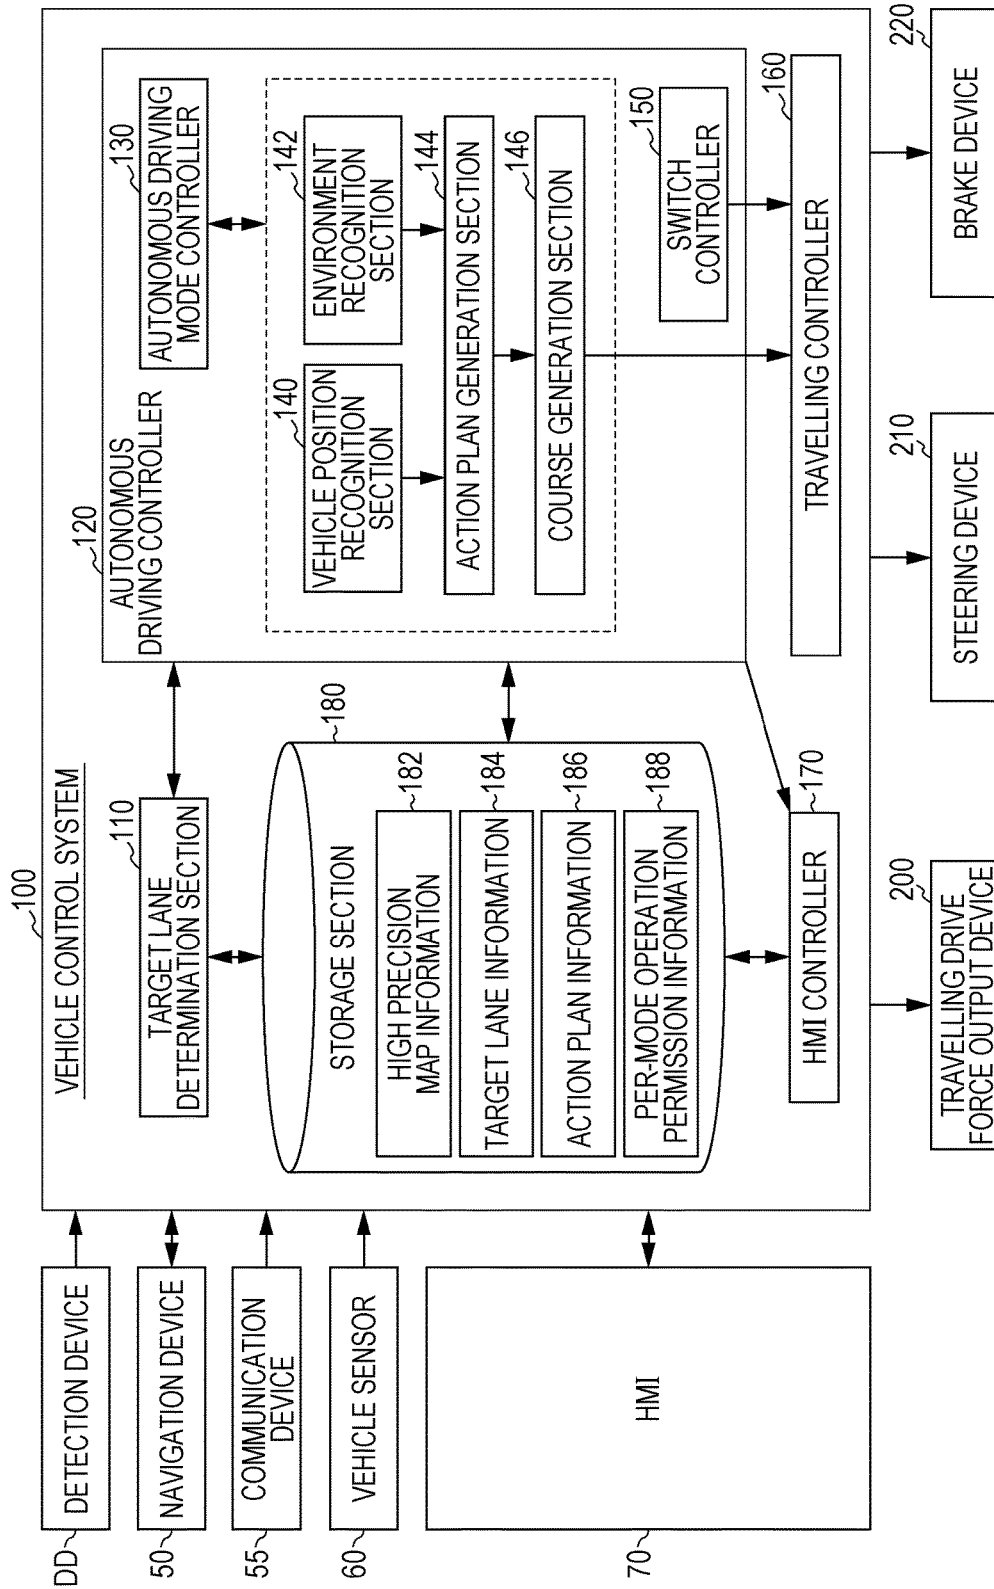 DD
DETECTION DEVICE
50
NAVIGATION DEVICE
55
COMMUNICATION
DEVICE
60
VEHICLE SENSOR
70
HMI
100
VEHICLE CONTROL SYSTEM
110
TARGET LANE
DETERMINATION SECTION
180
STORAGE SECTION
182
HIGH PRECISION
MAP INFORMATION
184
TARGET LANE INFORMATION
186
ACTION PLAN INFORMATION
188
PER-MODE OPERATION
PERMISSION INFORMATION
170
HMI CONTROLLER
120
AUTONOMOUS
DRIVING CONTROLLER
130
AUTONOMOUS DRIVING
MODE CONTROLLER
140
VEHICLE POSITION
RECOGNITION
SECTION
142
ENVIRONMENT
RECOGNITION
SECTION
144
ACTION PLAN GENERATION SECTION
146
COURSE GENERATION SECTION
150
SWITCH
CONTROLLER
160
TRAVELLING CONTROLLER
200
TRAVELLING DRIVE
FORCE OUTPUT DEVICE
210
STEERING DEVICE
220
BRAKE DEVICE